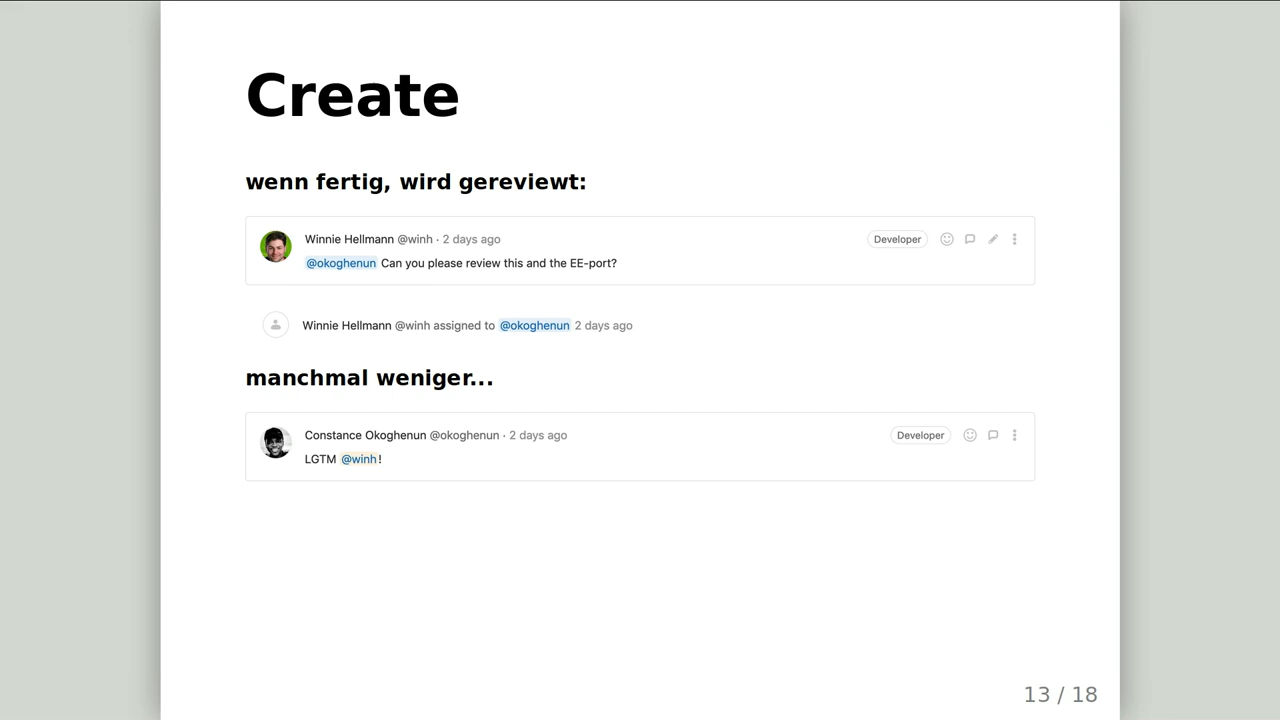 Create
wenn fertig, wird gereviewt:
Winnie Hellmann @winh · 2 days ago
Developer
@okoghenun Can you please review this and the EE-port?
Winnie Hellmann @winh assigned to @okoghenun 2 days ago
manchmal weniger...
Constance Okoghenun @okoghenun · 2 days ago
Developer
LGTM @winh!
13 / 18